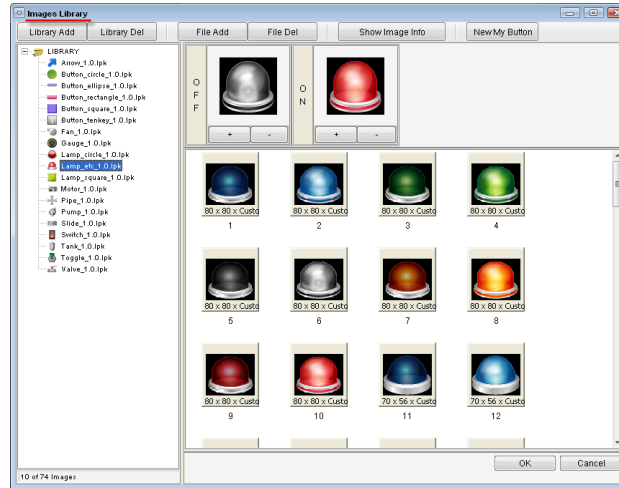 Images Library
Library Add Library Del File Add File Del Show Image Info New My Button
LIBRARY
Arrow_1.0.lpk
Button_circle_1.0.lpk
Button_ellipse_1.0.lpk
Button_rectangle_1.0.lpk
Button_square_1.0.lpk
Button_tenkey_1.0.lpk
Fan_1.0.lpk
Gauge_1.0.lpk
Lamp_circle_1.0.lpk
Lamp_etc_1.0.lpk
Lamp_square_1.0.lpk
Motor_1.0.lpk
Pipe_1.0.lpk
Pump_1.0.lpk
Slide_1.0.lpk
Switch_1.0.lpk
Tank_1.0.lpk
Toggle_1.0.lpk
Valve_1.0.lpk
10 of 74 Images
O
F
F
+ -
O
N
+ -
80 x 80 x Custo 80 x 80 x Custo 80 x 80 x Custo 80 x 80 x Custo
1 2 3 4
80 x 80 x Custo 80 x 80 x Custo 80 x 80 x Custo 80 x 80 x Custo
5 6 7 8
80 x 80 x Custo 80 x 80 x Custo 70 x 56 x Custo 70 x 56 x Custo
9 10 11 12
OK Cancel